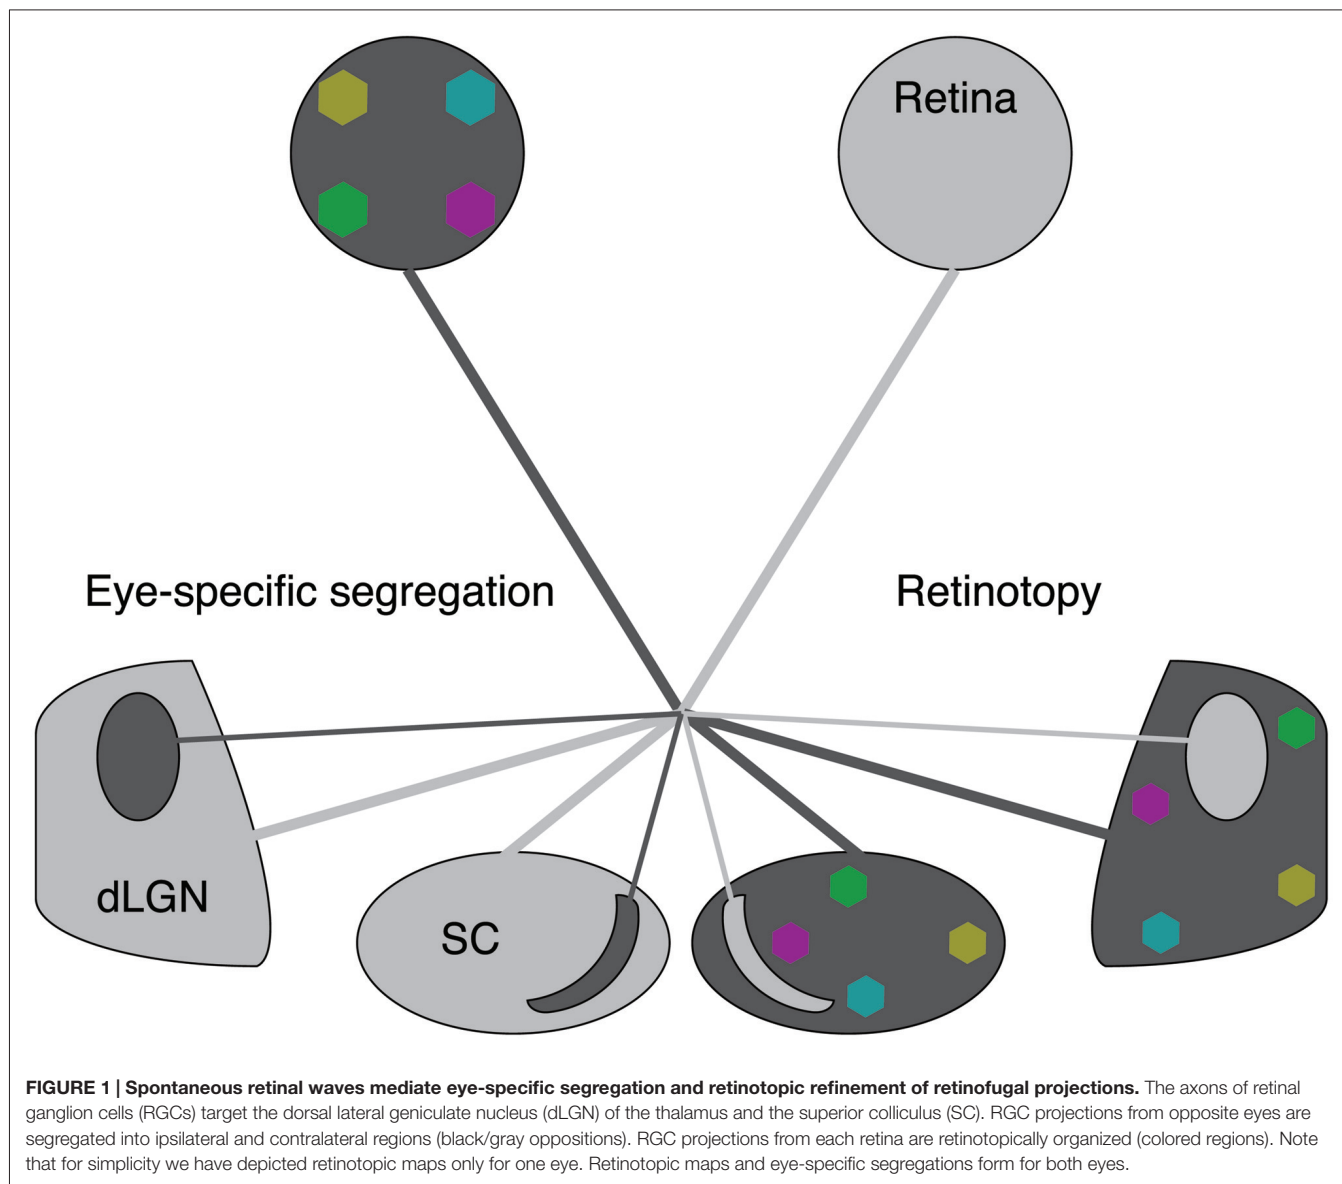 Retina
Eye-specific segregation
Retinotopy
dLGN
SC
FIGURE 1 | Spontaneous retinal waves mediate eye-specific segregation and retinotopic refinement of retinofugal projections. The axons of retinal
ganglion cells (RGCs) target the dorsal lateral geniculate nucleus (dLGN) of the thalamus and the superior colliculus (SC). RGC projections from opposite eyes are
segregated into ipsilateral and contralateral regions (black/gray oppositions). RGC projections from each retina are retinotopically organized (colored regions). Note
that for simplicity we have depicted retinotopic maps only for one eye. Retinotopic maps and eye-specific segregations form for both eyes.